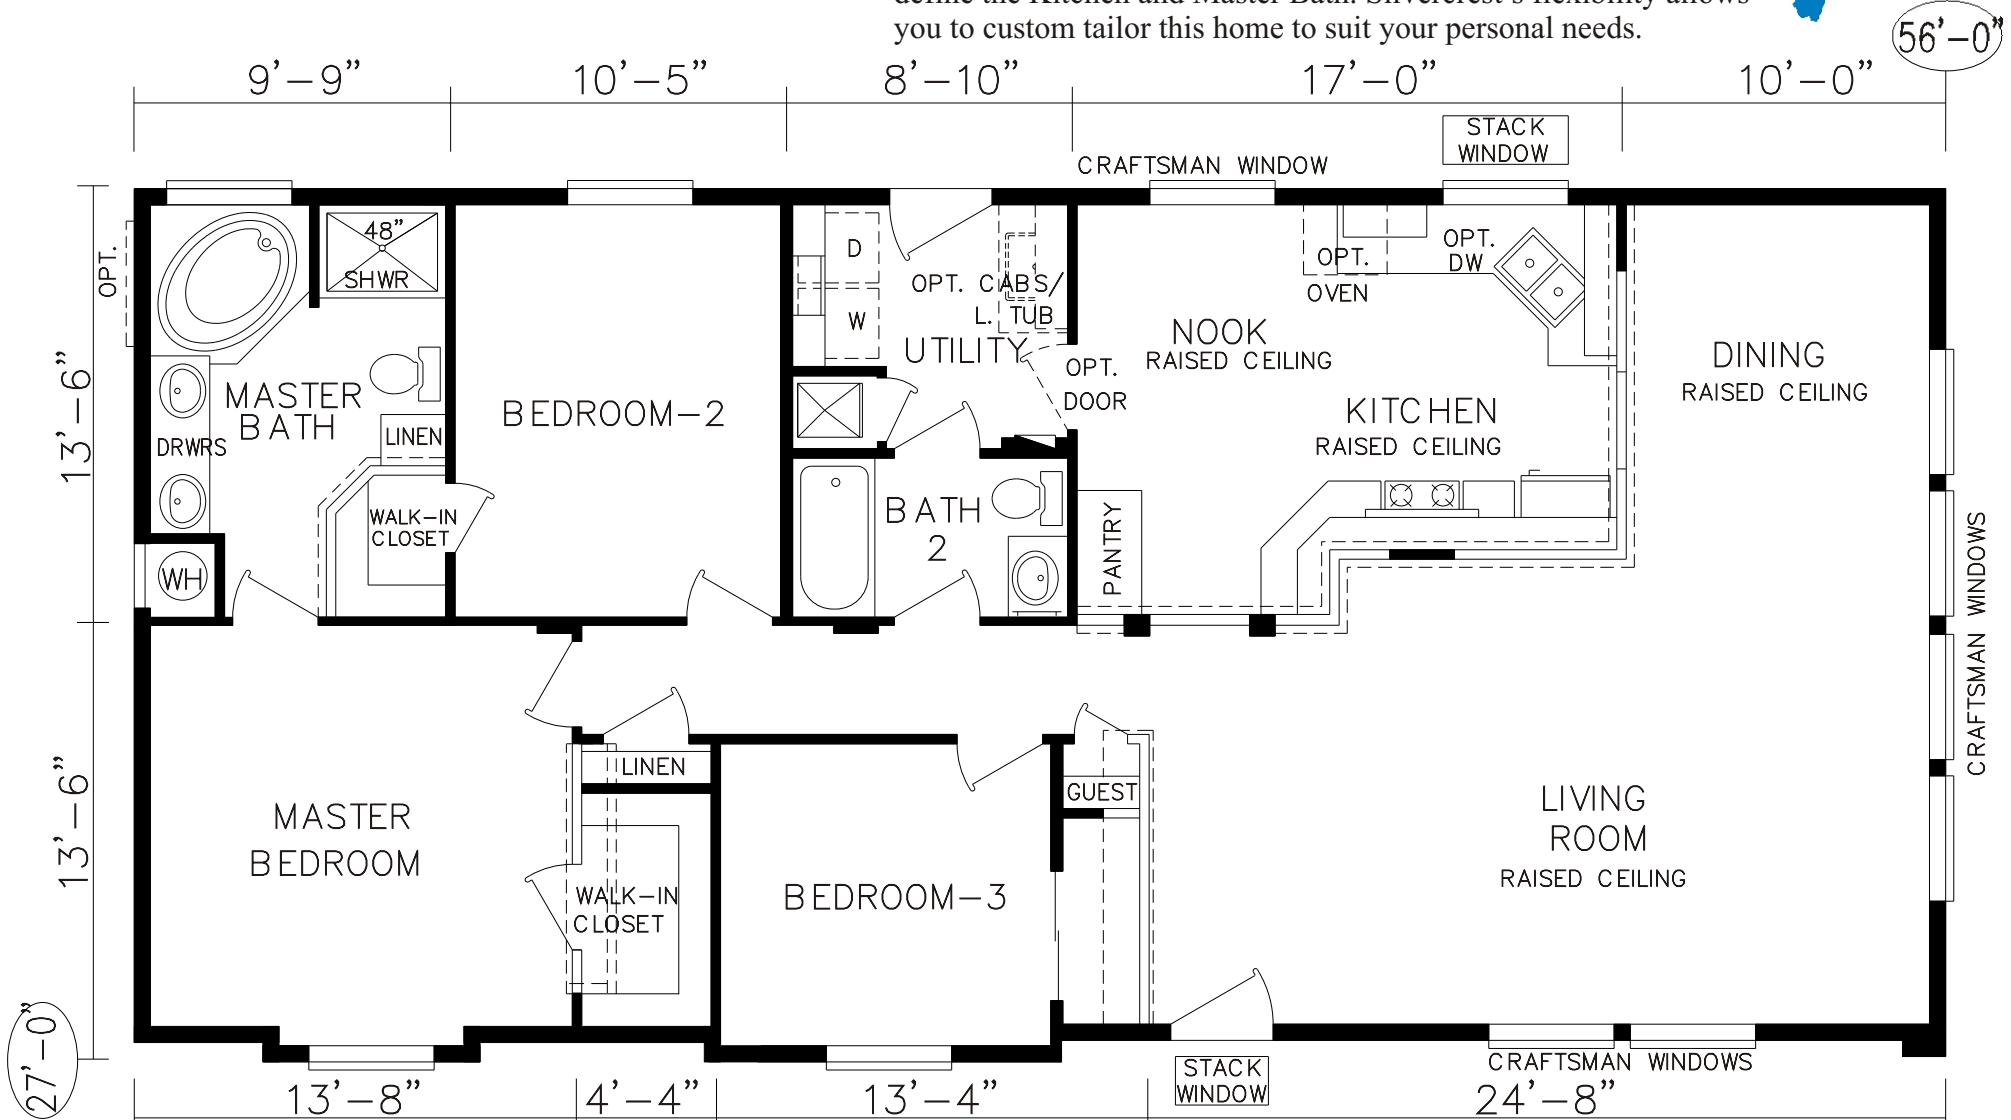 you to custom tailor this home to suit your personal needs.
56'-0"
9'-9"
10'-5"
8'-10"
17'-0"
10'-0"
STACK
WINDOW
CRAFTSMAN WINDOW
OPT.
48"
SHWR
D
OPT. CABS/
W
L. TUB
UTILITY
OPT.
DOOR
NOOK
RAISED CEILING
OPT.
OVEN
OPT.
DW
KITCHEN
RAISED CEILING
DINING
RAISED CEILING
13'-6"
MASTER
BATH
DRWRS
LINEN
WALK-IN
CLOSET
WH
BEDROOM-2
BATH
2
PANTRY
CRAFTSMAN WINDOWS
13'-6"
MASTER
BEDROOM
LINEN
WALK-IN
CLOSET
BEDROOM-3
GUEST
LIVING
ROOM
RAISED CEILING
27'-0"
STACK
WINDOW
CRAFTSMAN WINDOWS
13'-8"
4'-4"
13'-4"
24'-8"